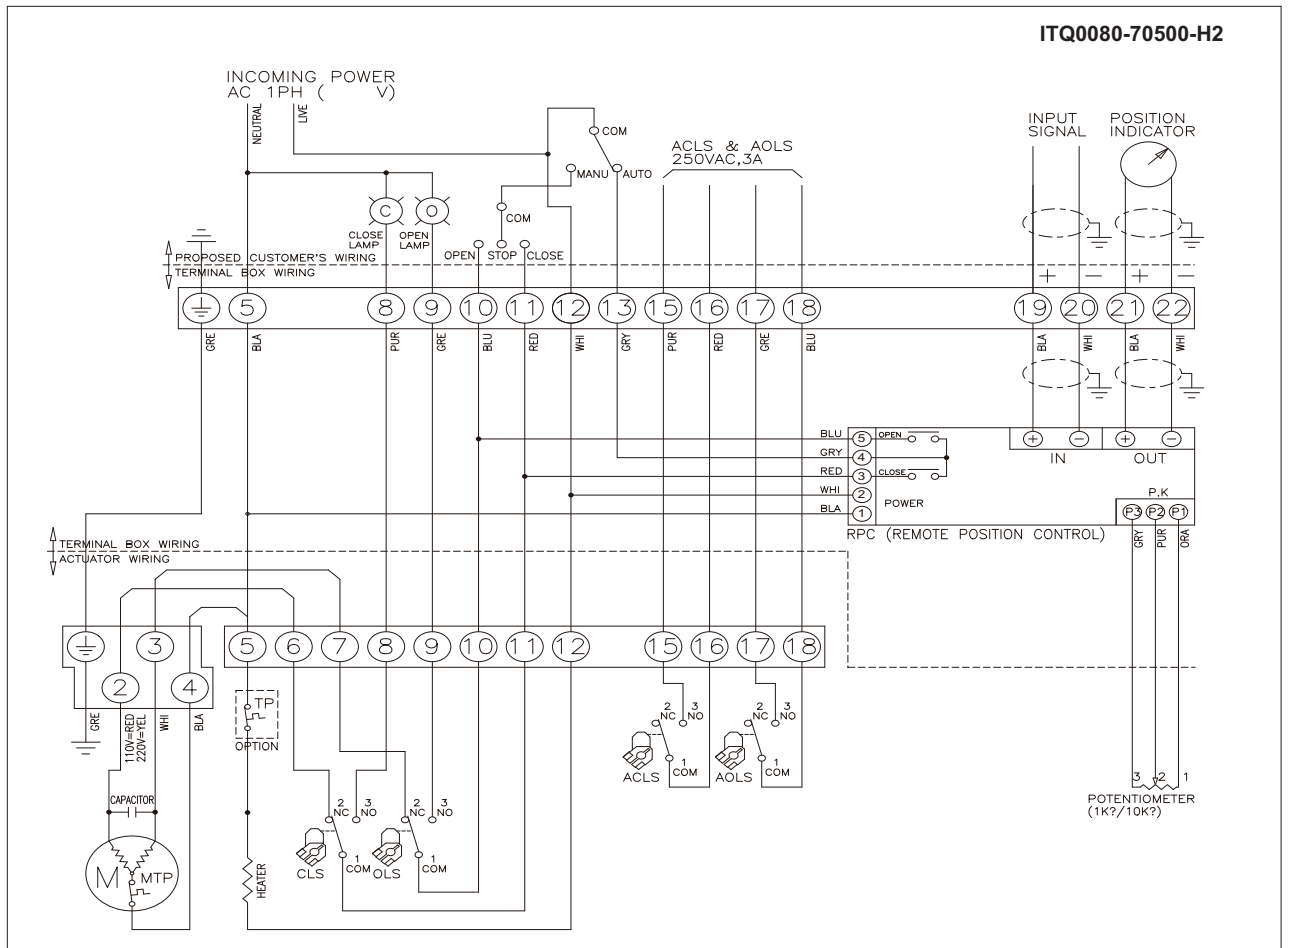 ITQ0080-70500-H2
INCOMING POWER
AC 1PH ( V)
NEUTRAL
LIVE
COM
MANU
AUTO
ACLS & AOLS
250VAC,3A
INPUT
SIGNAL
POSITION
INDICATOR
C
O
CLOSE
LAMP
OPEN
LAMP
COM
OPEN
STOP
CLOSE
PROPOSED CUSTOMER'S WIRING
TERMINAL BOX WIRING
+ − + −
5 8 9 10 11 12 13 15 16 17 18 19 20 21 22
GRE BLA PUR GRE BLU RED WHI GRY PUR RED GRE BLU BLA WHI BLA WHI
BLU 5 OPEN
GRY 4
RED 3 CLOSE
WHI 2
POWER
BLA 1
+ − + −
IN OUT
P.K
P3 P2 P1
RPC (REMOTE POSITION CONTROL)
GRY PUR ORA
TERMINAL BOX WIRING
ACTUATOR WIRING
3 5 6 7 8 9 10 11 12 15 16 17 18
2 4
GRE
110V=RED
220V=YEL
WHI
BLA
TP
OPTION
2
NC
3
NO
1
COM
ACLS
2
NC
3
NO
1
COM
AOLS
3 2 1
POTENTIOMETER
(1K?/10K?)
CAPACITOR
2
NC
3
NO
1
COM
CLS
2
NC
3
NO
1
COM
OLS
M
MTP
HEATER